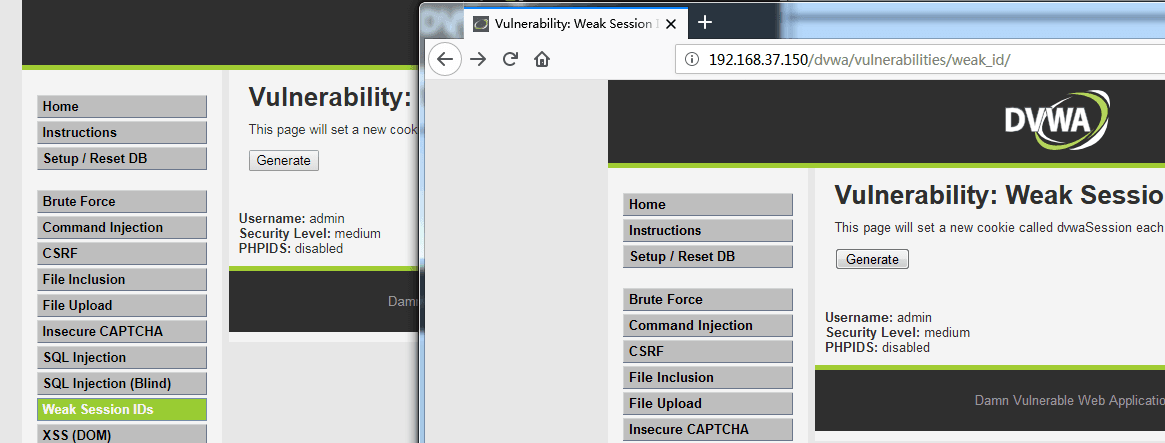 Home
Instructions
Setup / Reset DB
Brute Force
Command Injection
CSRF
File Inclusion
File Upload
Insecure CAPTCHA
SQL Injection
SQL Injection (Blind)
Weak Session IDs
XSS (DOM)
Vulnerability:
This page will set a new cook
Generate
Username: admin
Security Level: medium
PHPIDS: disabled
Damn
Vulnerability: Weak Session I
192.168.37.150/dvwa/vulnerabilities/weak_id/
DVWA
Home
Instructions
Setup / Reset DB
Brute Force
Command Injection
CSRF
File Inclusion
File Upload
Insecure CAPTCHA
Vulnerability: Weak Sessio
This page will set a new cookie called dvwaSession each
Generate
Username: admin
Security Level: medium
PHPIDS: disabled
Damn Vulnerable Web Applicatio